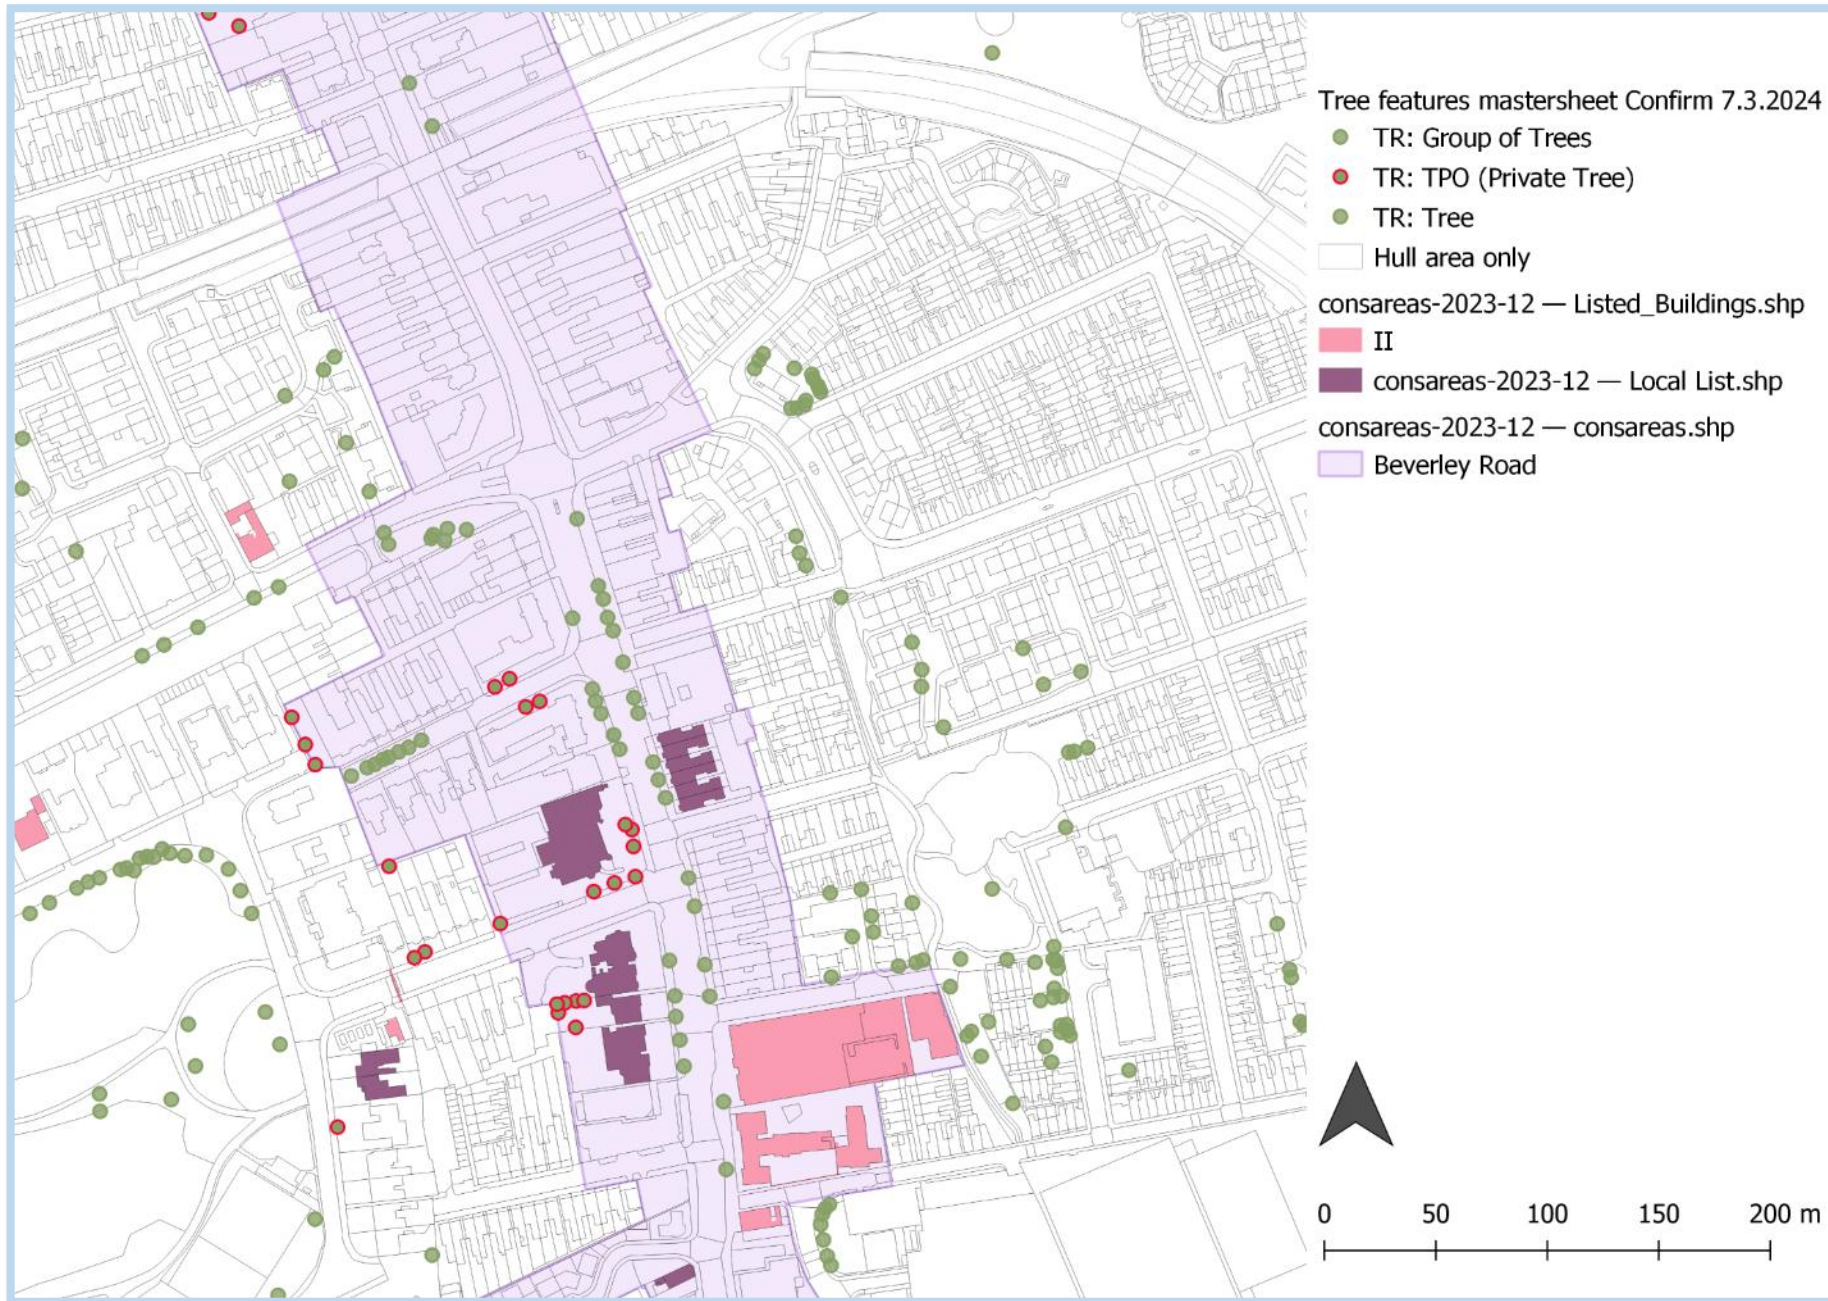 Tree features mastersheet Confirm 7.3.2024
TR: Group of Trees
TR: TPO (Private Tree)
TR: Tree
Hull area only
consareas-2023-12 — Listed_Buildings.shp
II
consareas-2023-12 — Local List.shp
consareas-2023-12 — consareas.shp
Beverley Road
0 50 100 150 200 m